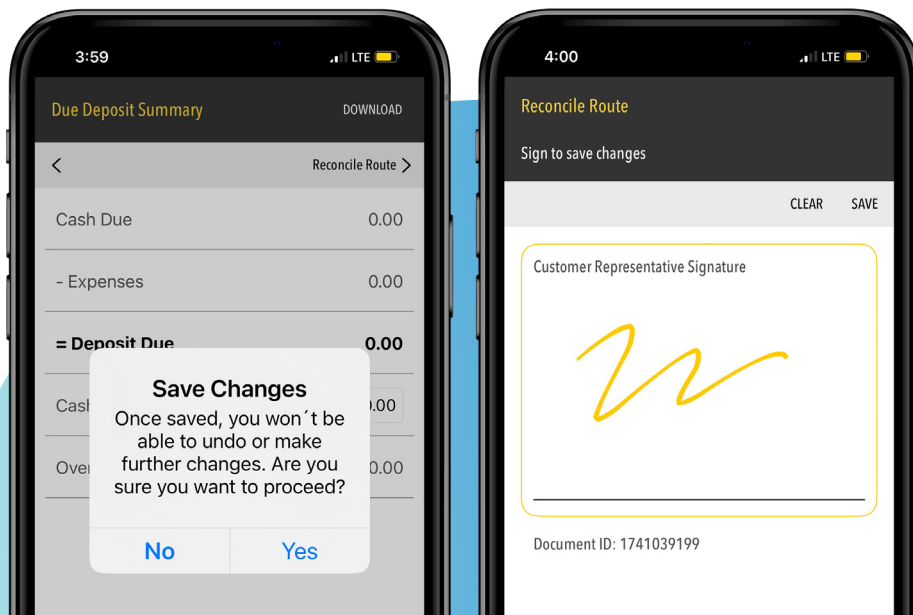 3:59
LTE
Due Deposit Summary
DOWNLOAD
Reconcile Route
Cash Due
0.00
- Expenses
0.00
= Deposit Due
0.00
Save Changes
Once saved, you won´t be
able to undo or make
further changes. Are you
sure you want to proceed?
No
Yes
0.00
4:00
LTE
Reconcile Route
Sign to save changes
CLEAR
SAVE
Customer Representative Signature
Document ID: 1741039199